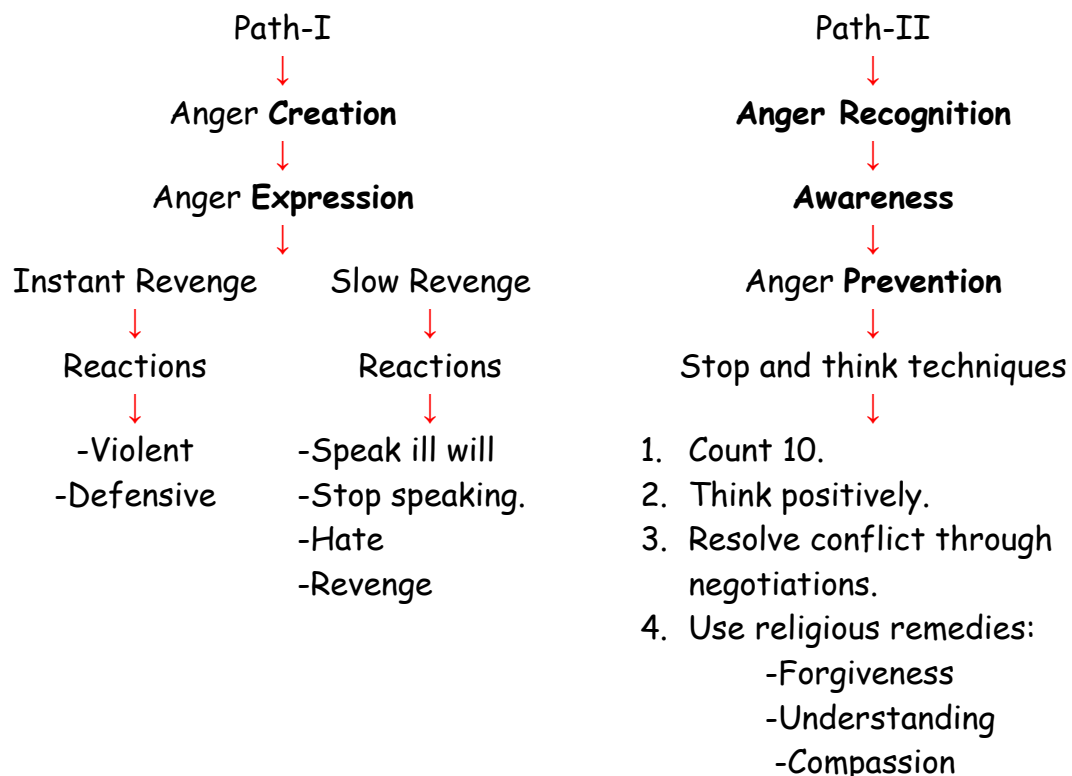 Path-I
↓
Anger Creation
↓
Anger Expression
↓
Instant Revenge
↓
Reactions
↓
-Violent
-Defensive
Slow Revenge
↓
Reactions
↓
-Speak ill will
-Stop speaking.
-Hate
-Revenge
Path-II
↓
Anger Recognition
↓
Awareness
↓
Anger Prevention
↓
Stop and think techniques
↓
1. Count 10.
2. Think positively.
3. Resolve conflict through
negotiations.
4. Use religious remedies:
-Forgiveness
-Understanding
-Compassion